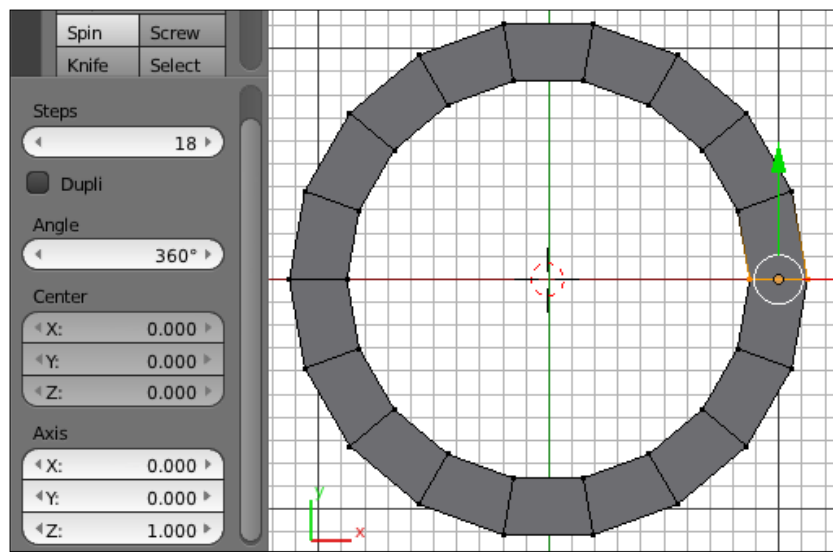 Spin Screw
Knife Select
Steps
18
Dupli
Angle
360°
Center
X: 0.000
Y: 0.000
Z: 0.000
Axis
X: 0.000
Y: 0.000
Z: 1.000
y
x